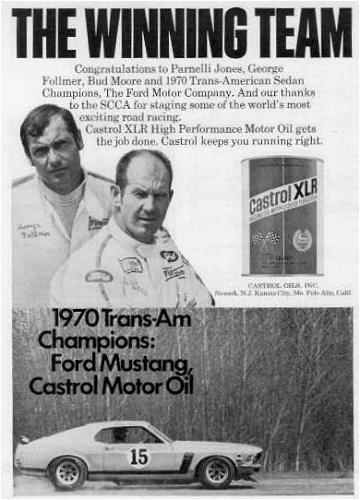 THE WINNING TEAM
Congratulations to Parnelli Jones, George
Follmer, Bud Moore and 1970 Trans-American Sedan
Champions, The Ford Motor Company. And our thanks
to the SCCA for staging some of the world's most
exciting road racing.
Castrol XLR High Performance Motor Oil gets
the job done. Castrol keeps you running right.
George
Follmer
Castrol XLR
CASTROL OILS, INC.
Newark, N.J. Kansas City, Mo. Palo Alto, Calif.
1970 Trans-Am
Champions:
Ford Mustang,
Castrol Motor Oil
15